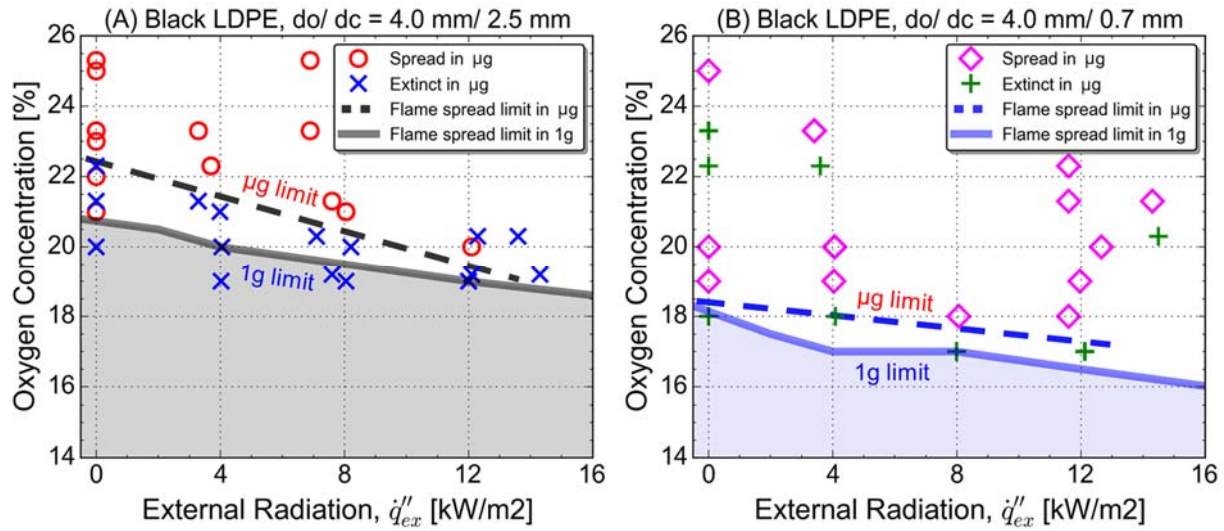 (A) Black LDPE, do/ dc = 4.0 mm/ 2.5 mm
Oxygen Concentration [%]
26
24
22
20
18
16
14
Spread in µg
Extinct in µg
Flame spread limit in µg
Flame spread limit in 1g
µg limit
1g limit
0 4 8 12 16
External Radiation, q̇″ex [kW/m2]
(B) Black LDPE, do/ dc = 4.0 mm/ 0.7 mm
Oxygen Concentration [%]
26
24
22
20
18
16
14
Spread in µg
Extinct in µg
Flame spread limit in µg
Flame spread limit in 1g
µg limit
1g limit
0 4 8 12 16
External Radiation, q̇″ex [kW/m2]